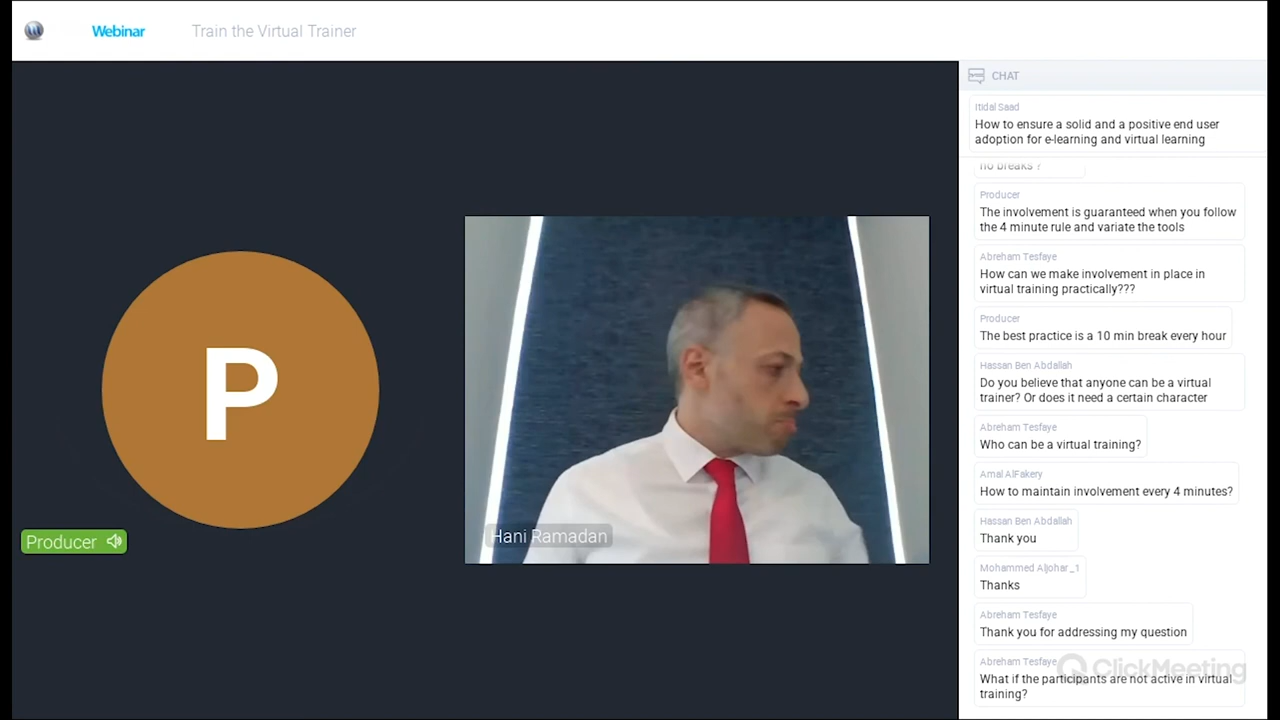 Webinar
Train the Virtual Trainer
P
Producer
Hani Ramadan
CHAT
Itidal Saad
How to ensure a solid and a positive end user
adoption for e-learning and virtual learning
no breaks ?
Producer
The involvement is guaranteed when you follow
the 4 minute rule and variate the tools
Abreham Tesfaye
How can we make involvement in place in
virtual training practically???
Producer
The best practice is a 10 min break every hour
Hassan Ben Abdallah
Do you believe that anyone can be a virtual
trainer? Or does it need a certain character
Abreham Tesfaye
Who can be a virtual training?
Amal AlFakery
How to maintain involvement every 4 minutes?
Hassan Ben Abdallah
Thank you
Mohammed Aljohar _1
Thanks
Abreham Tesfaye
Thank you for addressing my question
Abreham Tesfaye
What if the participants are not active in virtual
training?
ClickMeeting